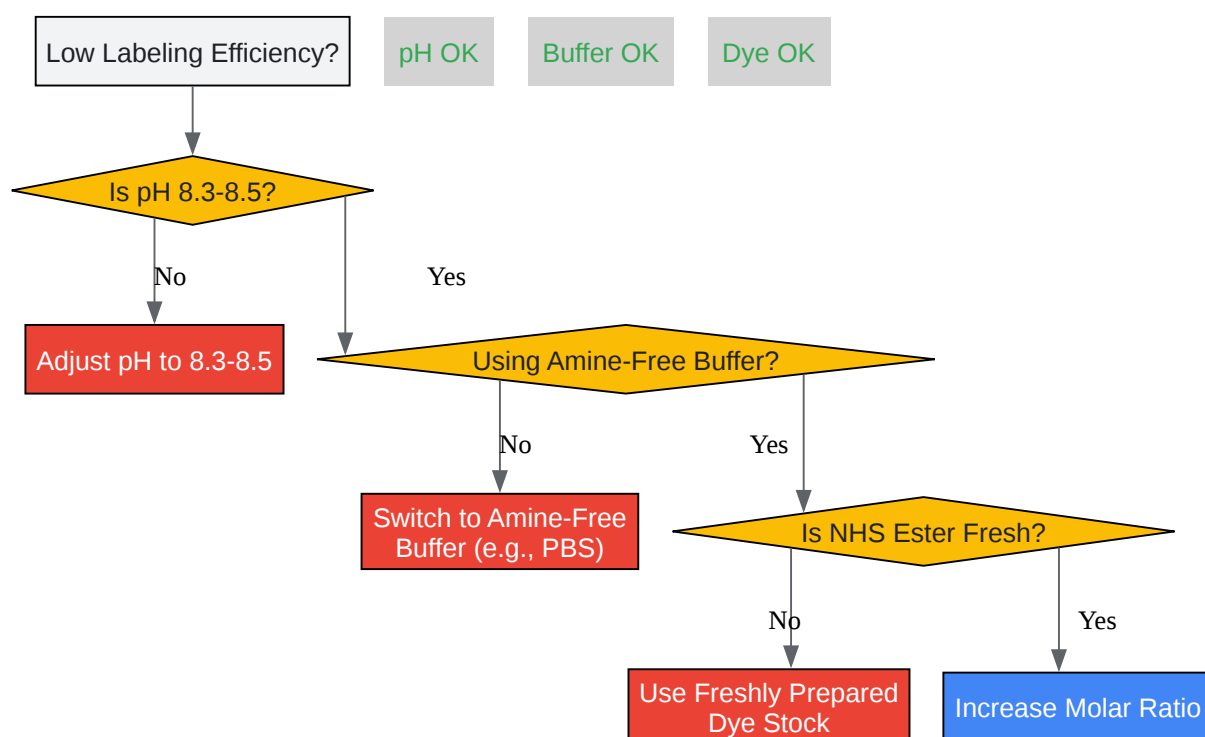 Low Labeling Efficiency?
pH OK
Buffer OK
Dye OK
Is pH 8.3-8.5?
No
Yes
Adjust pH to 8.3-8.5
Using Amine-Free Buffer?
No
Yes
Switch to Amine-Free
Buffer (e.g., PBS)
Is NHS Ester Fresh?
No
Yes
Use Freshly Prepared
Dye Stock
Increase Molar Ratio